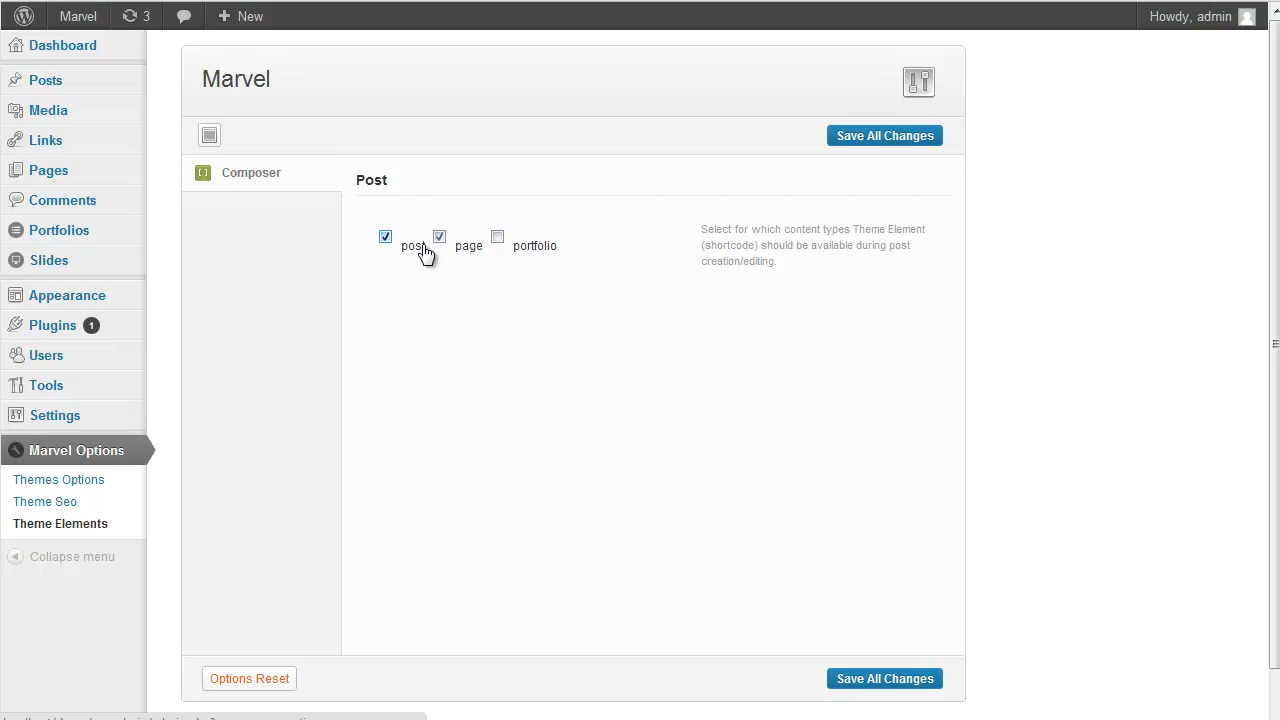 Marvel
3
New
Howdy, admin
Dashboard
Posts
Media
Links
Pages
Comments
Portfolios
Slides
Appearance
Plugins 1
Users
Tools
Settings
Marvel Options
Themes Options
Theme Seo
Theme Elements
Collapse menu
Marvel
Save All Changes
Composer
Post
post
page
portfolio
Select for which content types Theme Element
(shortcode) should be available during post
creation/editing.
Options Reset
Save All Changes